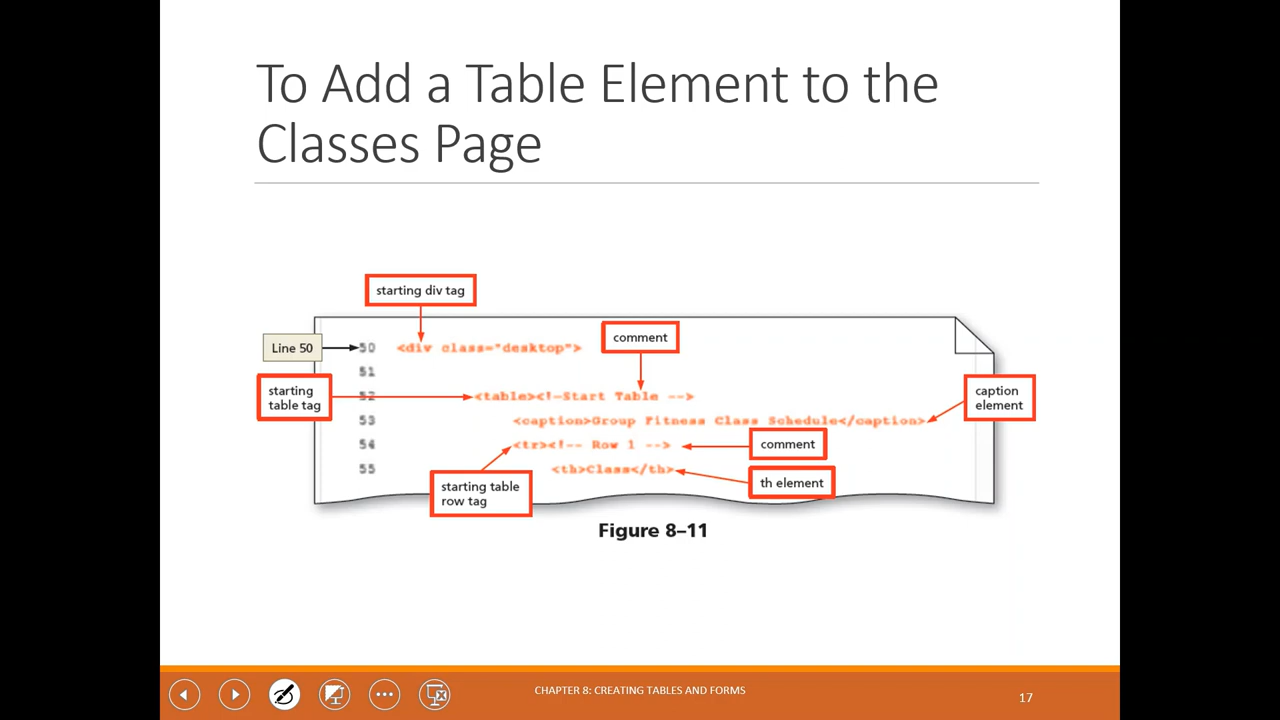 To Add a Table Element to the
Classes Page
starting div tag
comment
Line 50
50 <div class="desktop">
51
starting
table tag
52 <table><!-Start Table -->
caption
element
53 <caption>Group Fitness Class Schedule</caption>
54 <tr><!-- Row 1 -->
comment
55 <th>Class</th>
th element
starting table
row tag
Figure 8–11
CHAPTER 8: CREATING TABLES AND FORMS
17